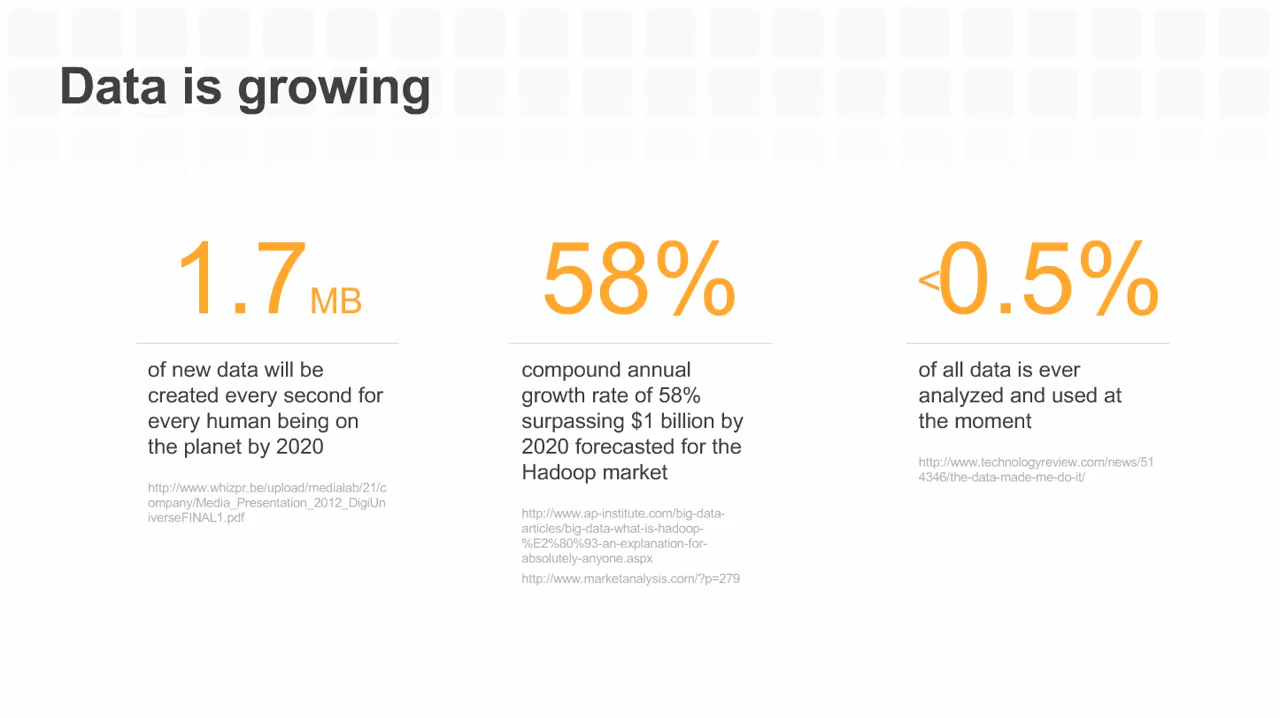 Data is growing
1.7 MB
of new data will be
created every second for
every human being on
the planet by 2020
http://www.whizpr.be/upload/medialab/21/c
ompany/Media_Presentation_2012_DigiUn
iverseFINAL1.pdf
58%
compound annual
growth rate of 58%
surpassing $1 billion by
2020 forecasted for the
Hadoop market
http://www.ap-institute.com/big-data-
articles/big-data-what-is-hadoop-
%E2%80%93-an-explanation-for-
absolutely-anyone.aspx
http://www.marketanalysis.com/?p=279
<0.5%
of all data is ever
analyzed and used at
the moment
http://www.technologyreview.com/news/51
4346/the-data-made-me-do-it/